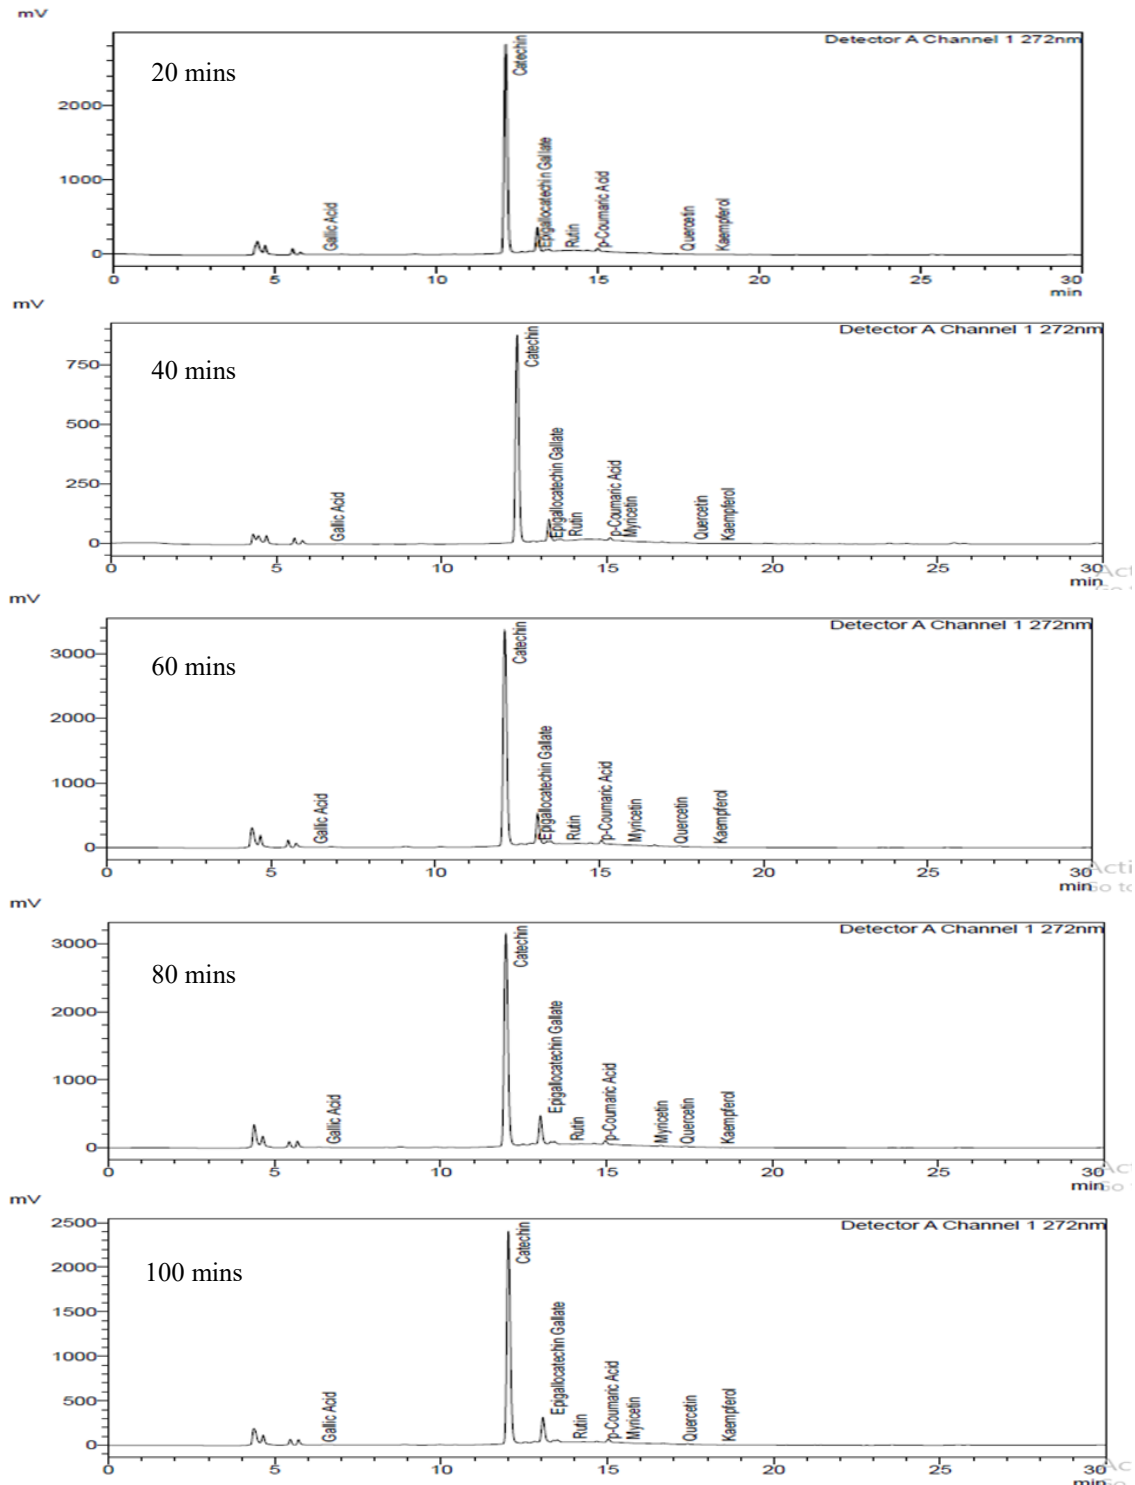 mV
Detector A Channel 1 272nm
20 mins
2000
1000
0
Gallic Acid
Catechin
Epigallocatechin Gallate
Rutin
p-Coumaric Acid
Quercetin
Kaempferol
0 5 10 15 20 25 30
min
mV
Detector A Channel 1 272nm
40 mins
750
500
250
0
Gallic Acid
Catechin
Epigallocatechin Gallate
Rutin
p-Coumaric Acid
Myricetin
Quercetin
Kaempferol
0 5 10 15 20 25 30
min
mV
Detector A Channel 1 272nm
60 mins
3000
2000
1000
0
Gallic Acid
Catechin
Epigallocatechin Gallate
Rutin
p-Coumaric Acid
Myricetin
Quercetin
Kaempferol
0 5 10 15 20 25 30
min
mV
Detector A Channel 1 272nm
80 mins
3000
2000
1000
0
Gallic Acid
Catechin
Epigallocatechin Gallate
Rutin
p-Coumaric Acid
Myricetin
Quercetin
Kaempferol
0 5 10 15 20 25 30
min
mV
Detector A Channel 1 272nm
100 mins
2500
2000
1500
1000
500
0
Gallic Acid
Catechin
Epigallocatechin Gallate
Rutin
p-Coumaric Acid
Myricetin
Quercetin
Kaempferol
0 5 10 15 20 25 30
min